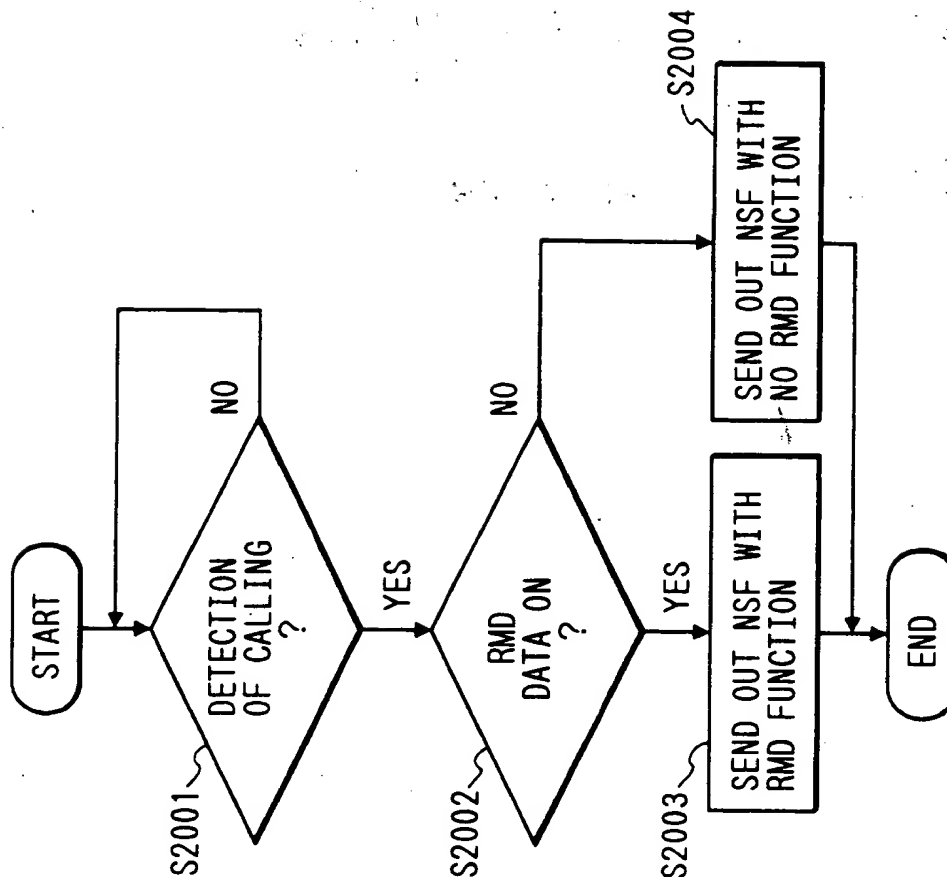 START
S2001
DETECTION
OF CALLING
?
NO
YES
S2002
RMD
DATA ON
?
NO
YES
S2003
SEND OUT NSF WITH
RMD FUNCTION
S2004
SEND OUT NSF WITH
NO RMD FUNCTION
END